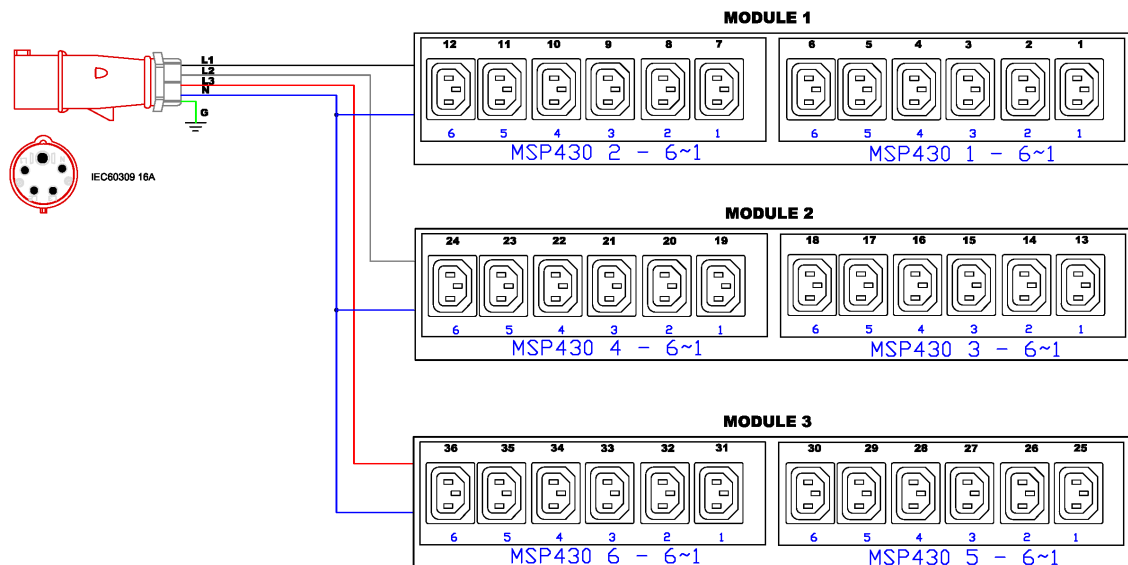 MODULE 1
12 11 10 9 8 7 6 5 4 3 2 1
L1
L2
L3
N
G
6 5 4 3 2 1 6 5 4 3 2 1
MSP430 2 - 6~1 MSP430 1 - 6~1
IEC60309 16A
MODULE 2
24 23 22 21 20 19 18 17 16 15 14 13
6 5 4 3 2 1 6 5 4 3 2 1
MSP430 4 - 6~1 MSP430 3 - 6~1
MODULE 3
36 35 34 33 32 31 30 29 28 27 26 25
6 5 4 3 2 1 6 5 4 3 2 1
MSP430 6 - 6~1 MSP430 5 - 6~1